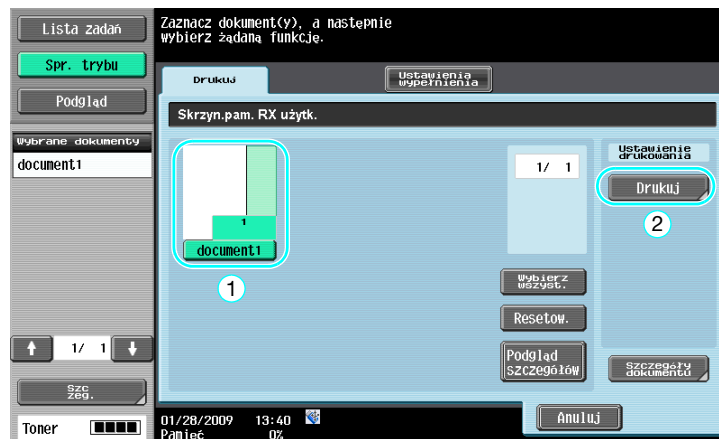 Lista zadań
Spr. trybu
Podgląd
Wybrane dokumenty
document1
1/ 1
Szc
zeg.
Toner
Zaznacz dokument(y), a następnie
wybierz żądaną funkcję.
Drukuj
Ustawienia
wypełnienia
Skrzyn.pam. RX użytk.
1
document1
1
1/ 1
Wybierz
wszyst.
Resetow.
Podgląd
szczegółów
Ustawienie
drukowania
Drukuj
2
Szczegóły
dokumentu
01/28/2009 13:40
Pamięć 0%
Anuluj